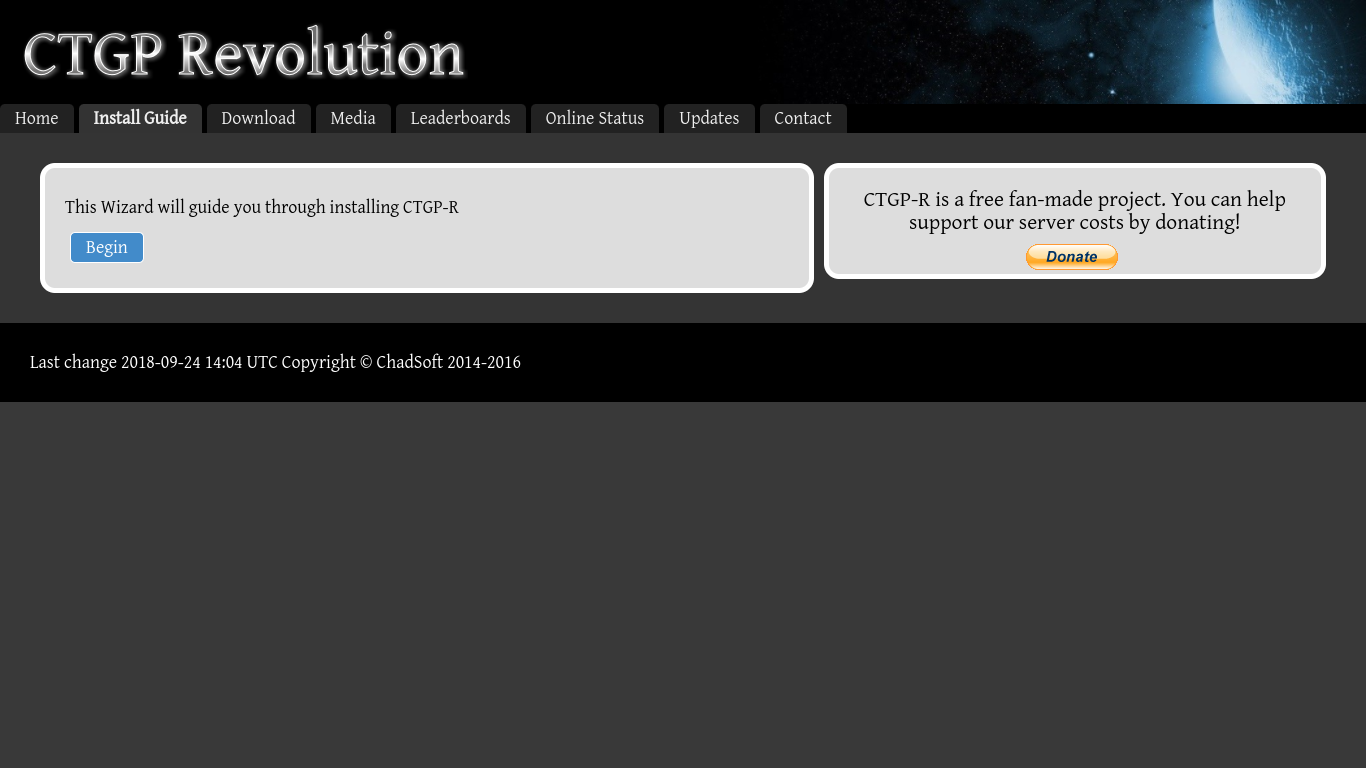 CTGP Revolution
Home
Install Guide
Download
Media
Leaderboards
Online Status
Updates
Contact
This Wizard will guide you through installing CTGP-R
Begin
CTGP-R is a free fan-made project. You can help
support our server costs by donating!
Donate
Last change 2018-09-24 14:04 UTC Copyright © ChadSoft 2014-2016